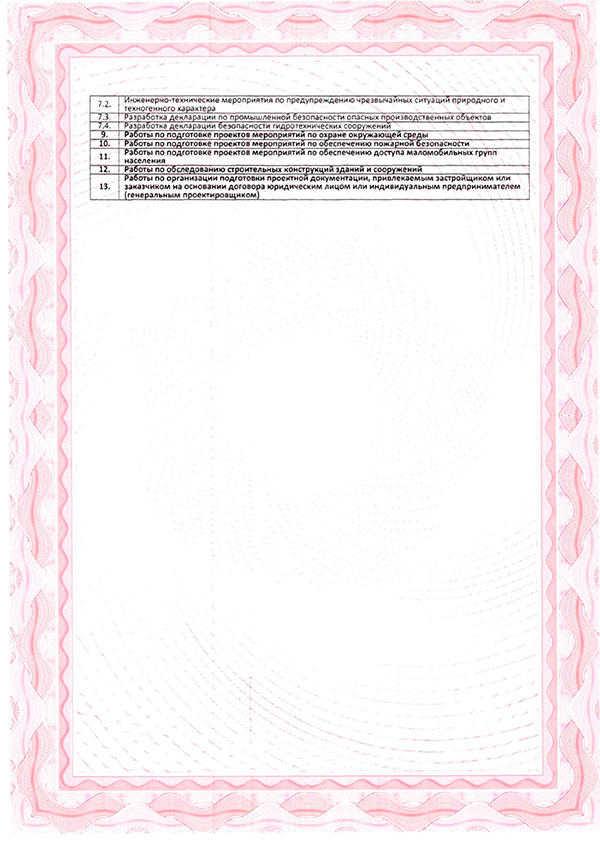 7.2. Инженерно-технические мероприятия по предупреждению чрезвычайных ситуаций природного и
техногенного характера
7.3. Разработка декларации по промышленной безопасности опасных производственных объектов
7.4. Разработка декларации безопасности гидротехнических сооружений
9. Работы по подготовке проектов мероприятий по охране окружающей среды
10. Работы по подготовке проектов мероприятий по обеспечению пожарной безопасности
11. Работы по подготовке проектов мероприятий по обеспечению доступа маломобильных групп
населения
12. Работы по обследованию строительных конструкций зданий и сооружений
13. Работы по организации подготовки проектной документации, привлекаемым застройщиком или
заказчиком на основании договора юридическим лицом или индивидуальным предпринимателем
(генеральным проектировщиком)